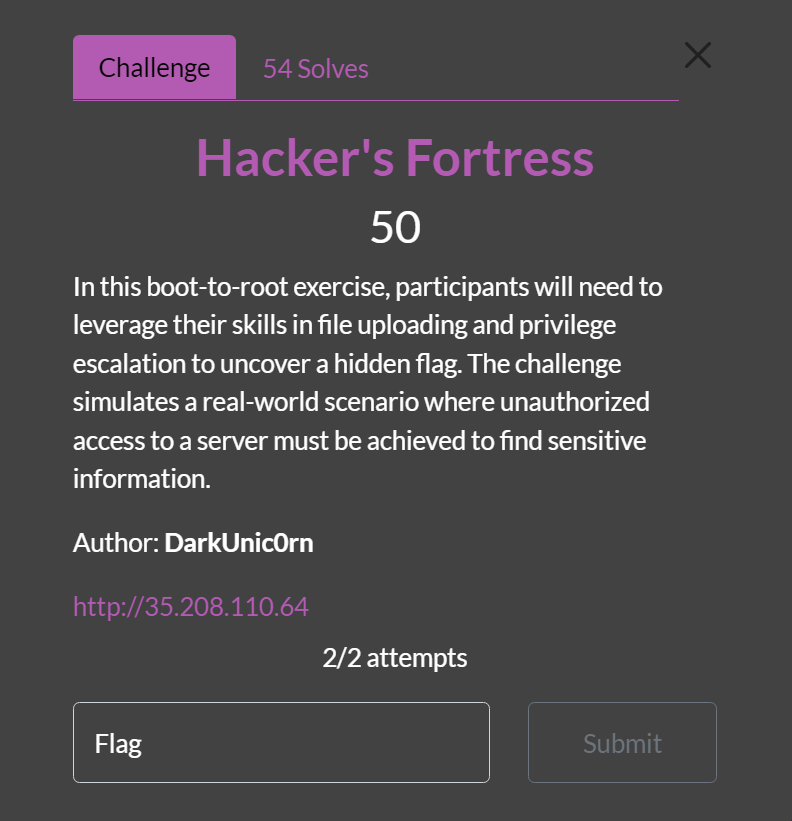 Challenge
54 Solves
Hacker's Fortress
50
In this boot-to-root exercise, participants will need to
leverage their skills in file uploading and privilege
escalation to uncover a hidden flag. The challenge
simulates a real-world scenario where unauthorized
access to a server must be achieved to find sensitive
information.
Author: DarkUnic0rn
http://35.208.110.64
2/2 attempts
Flag
Submit